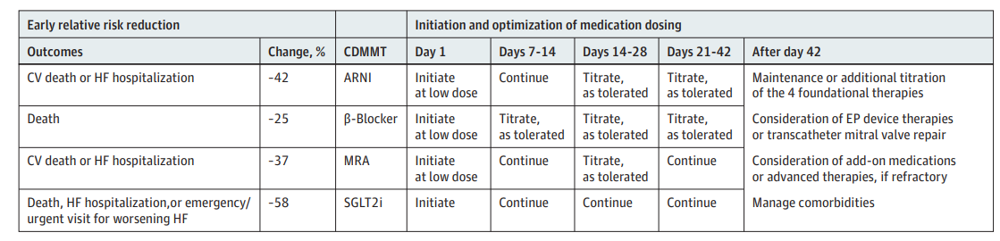 Early relative risk reduction
Initiation and optimization of medication dosing
Outcomes Change, % CDMMT Day 1 Days 7-14 Days 14-28 Days 21-42 After day 42
CV death or HF hospitalization –42 ARNI Initiate
at low dose
Continue Titrate,
as tolerated
Titrate,
as tolerated
Maintenance or additional titration
of the 4 foundational therapies
Death –25 β-Blocker Initiate
at low dose
Titrate,
as tolerated
Titrate,
as tolerated
Titrate,
as tolerated
Consideration of EP device therapies
or transcatheter mitral valve repair
CV death or HF hospitalization –37 MRA Initiate
at low dose
Continue Titrate,
as tolerated
Continue Consideration of add-on medications
or advanced therapies, if refractory
Death, HF hospitalization,or emergency/
urgent visit for worsening HF
–58 SGLT2i Initiate Continue Continue Continue Manage comorbidities